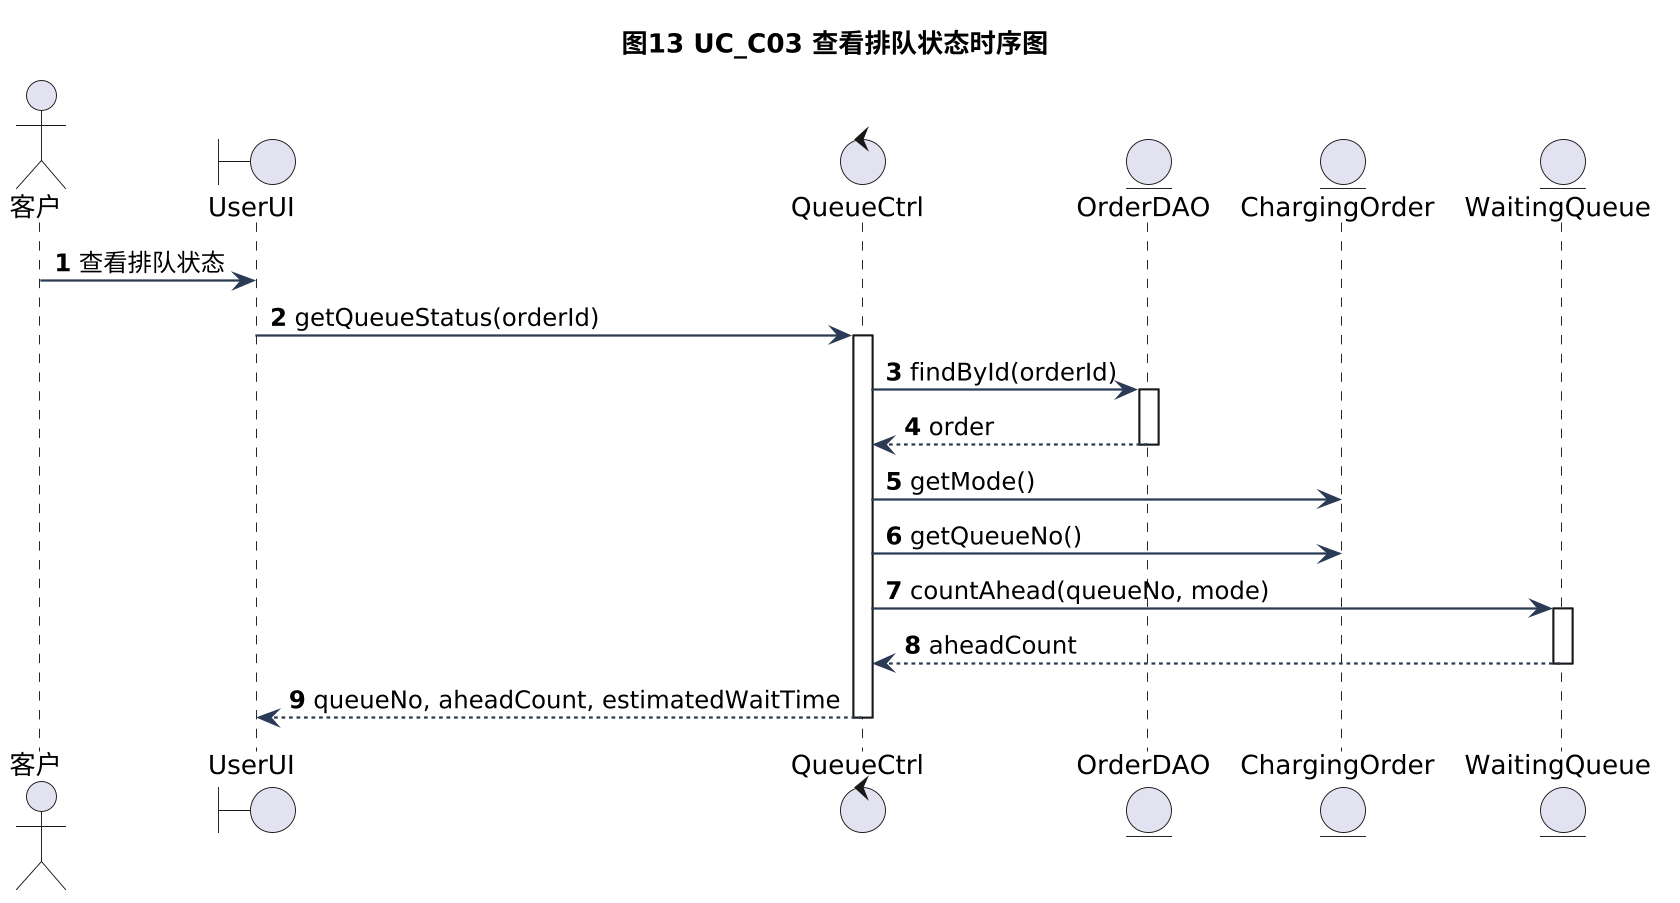 图13 UC_C03 查看排队状态时序图
客户
UserUI
QueueCtrl
OrderDAO
ChargingOrder
WaitingQueue
1 查看排队状态
2 getQueueStatus(orderId)
3 findById(orderId)
4 order
5 getMode()
6 getQueueNo()
7 countAhead(queueNo, mode)
8 aheadCount
9 queueNo, aheadCount, estimatedWaitTime
客户
UserUI
QueueCtrl
OrderDAO
ChargingOrder
WaitingQueue